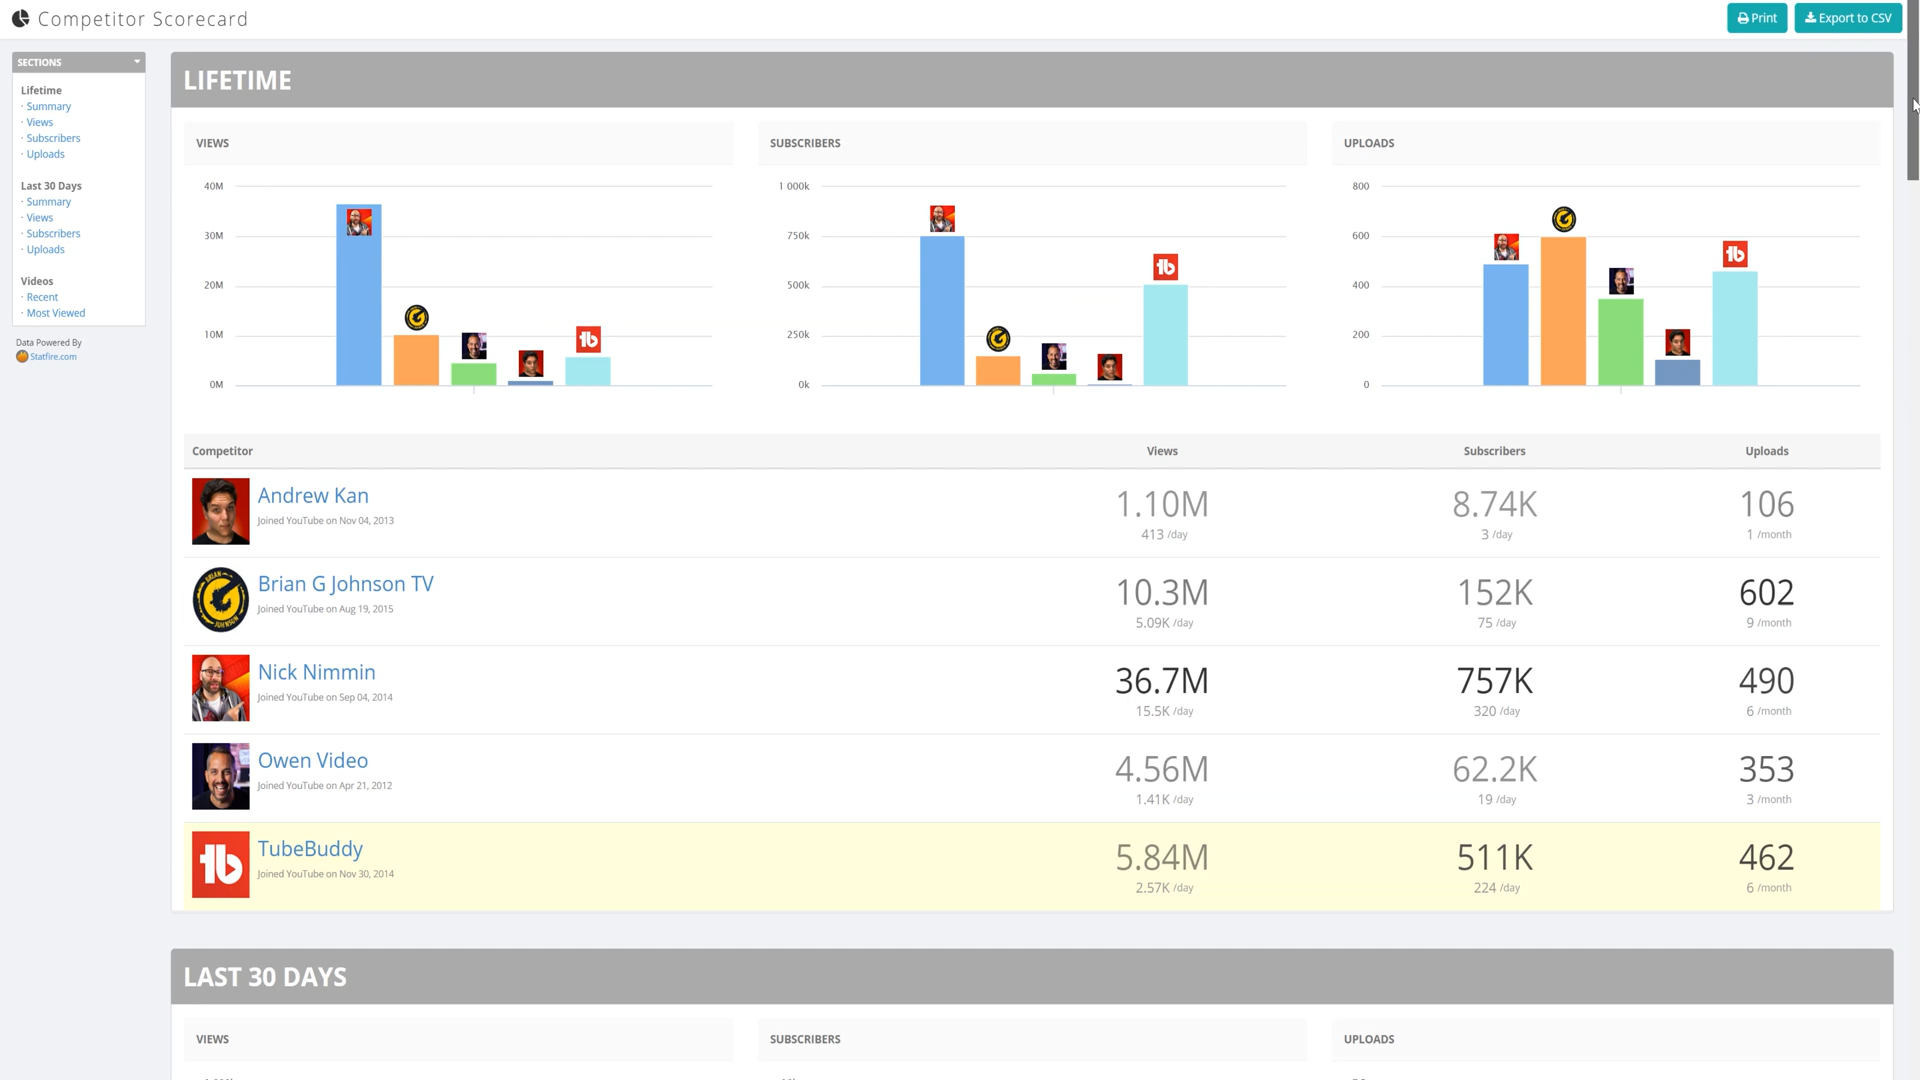 Competitor Scorecard
Print
Export to CSV
SECTIONS
Lifetime
· Summary
· Views
· Subscribers
· Uploads
Last 30 Days
· Summary
· Views
· Subscribers
· Uploads
Videos
· Recent
· Most Viewed
Data Powered By
Statfire.com
LIFETIME
VIEWS
40M
30M
20M
10M
0M
SUBSCRIBERS
1 000k
750k
500k
250k
0k
UPLOADS
800
600
400
200
0
Competitor Views Subscribers Uploads
Andrew Kan 1.10M 8.74K 106
Joined YouTube on Nov 04, 2013 413 /day 3 /day 1 /month
Brian G Johnson TV 10.3M 152K 602
Joined YouTube on Aug 19, 2015 5.09K /day 75 /day 9 /month
Nick Nimmin 36.7M 757K 490
Joined YouTube on Sep 04, 2014 15.5K /day 320 /day 6 /month
Owen Video 4.56M 62.2K 353
Joined YouTube on Apr 21, 2012 1.41K /day 19 /day 3 /month
TubeBuddy 5.84M 511K 462
Joined YouTube on Nov 30, 2014 2.57K /day 224 /day 6 /month
LAST 30 DAYS
VIEWS SUBSCRIBERS UPLOADS